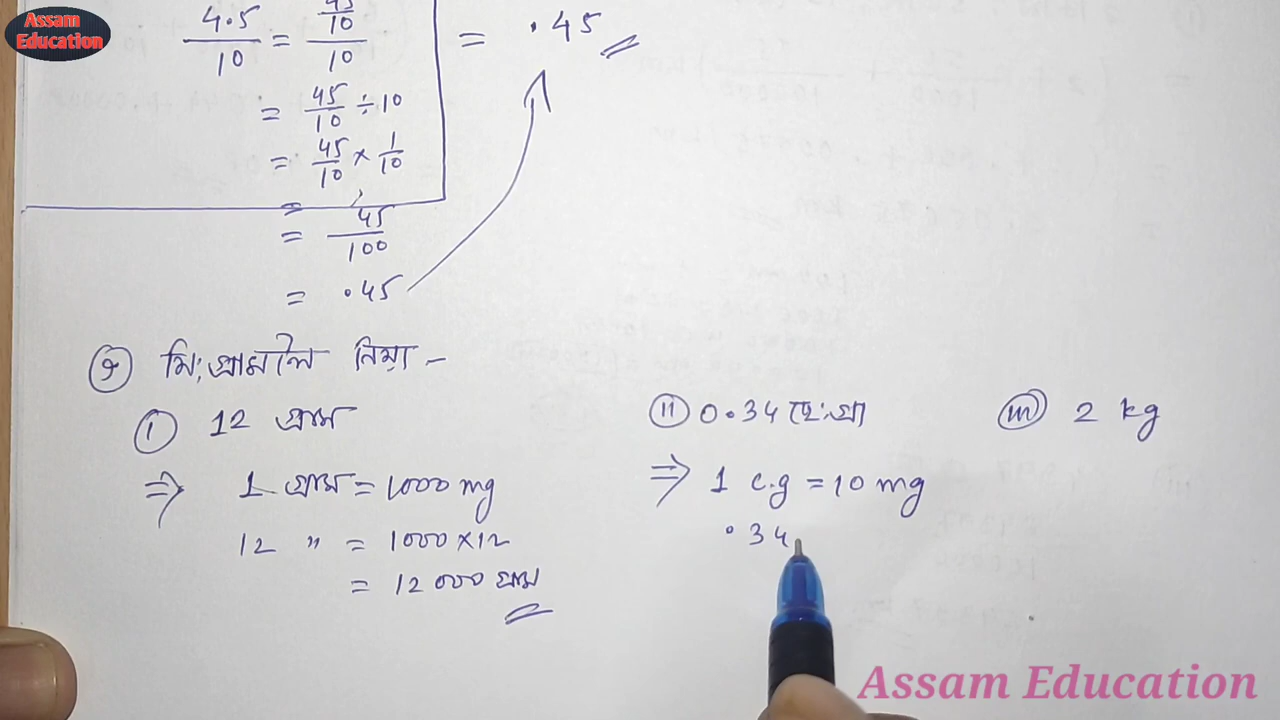 Assam
Education
4.5/10 = 45/10/10 = .45
= 45/10 ÷ 10
= 45/10 × 1/10
=
= 45/100
= .45
২ মি:গ্ৰামলৈ নিয়া -
i 12 গ্ৰাম
⇒ 1 গ্ৰাম = 1000 mg
12 " = 1000 × 12
= 12000 গ্ৰাম
ii 0.34 ছে:গ্ৰা
⇒ 1 c.g = 10 mg
.34
iii 2 kg
Assam Education